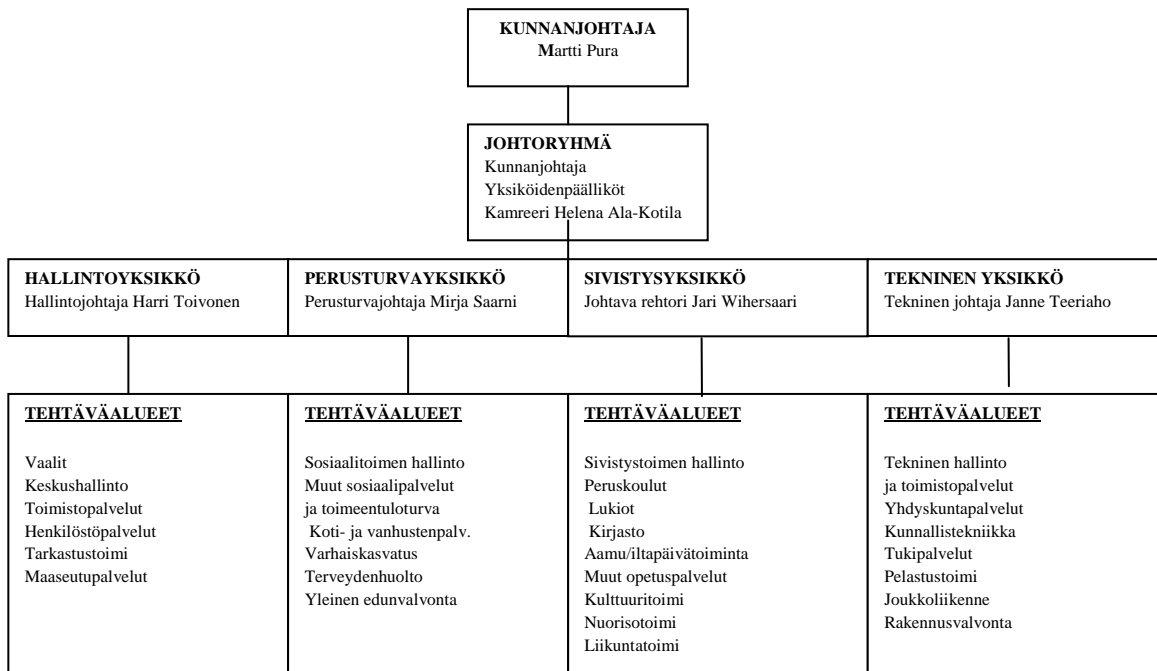 KUNNANJOHTAJA
Martti Pura
JOHTORYHMÄ
Kunnanjohtaja
Yksiköidenpäälliköt
Kamreeri Helena Ala-Kotila
HALLINTOYKSIKKÖ
Hallintojohtaja Harri Toivonen
PERUSTURVAYKSIKKÖ
Perusturvajohtaja Mirja Saarni
SIVISTYSYKSIKKÖ
Johtava rehtori Jari Wihersaari
TEKNINEN YKSIKKÖ
Tekninen johtaja Janne Teeriaho
TEHTÄVÄALUEET
Vaalit
Keskushallinto
Toimistopalvelut
Henkilöstöpalvelut
Tarkastustoimi
Maaseutupalvelut
TEHTÄVÄALUEET
Sosiaalitoimen hallinto
Muut sosiaalipalvelut
ja toimeentuloturva
Koti- ja vanhustenpalv.
Varhaiskasvatus
Terveydenhuolto
Yleinen edunvalvonta
TEHTÄVÄALUEET
Sivistystoimen hallinto
Peruskoulut
Lukiot
Kirjasto
Aamu/iltapäivätoiminta
Muut opetuspalvelut
Kulttuuritoimi
Nuorisotoimi
Liikuntatoimi
TEHTÄVÄALUEET
Tekninen hallinto
ja toimistopalvelut
Yhdyskuntapalvelut
Kunnallistekniikka
Tukipalvelut
Pelastustoimi
Joukkoliikenne
Rakennusvalvonta